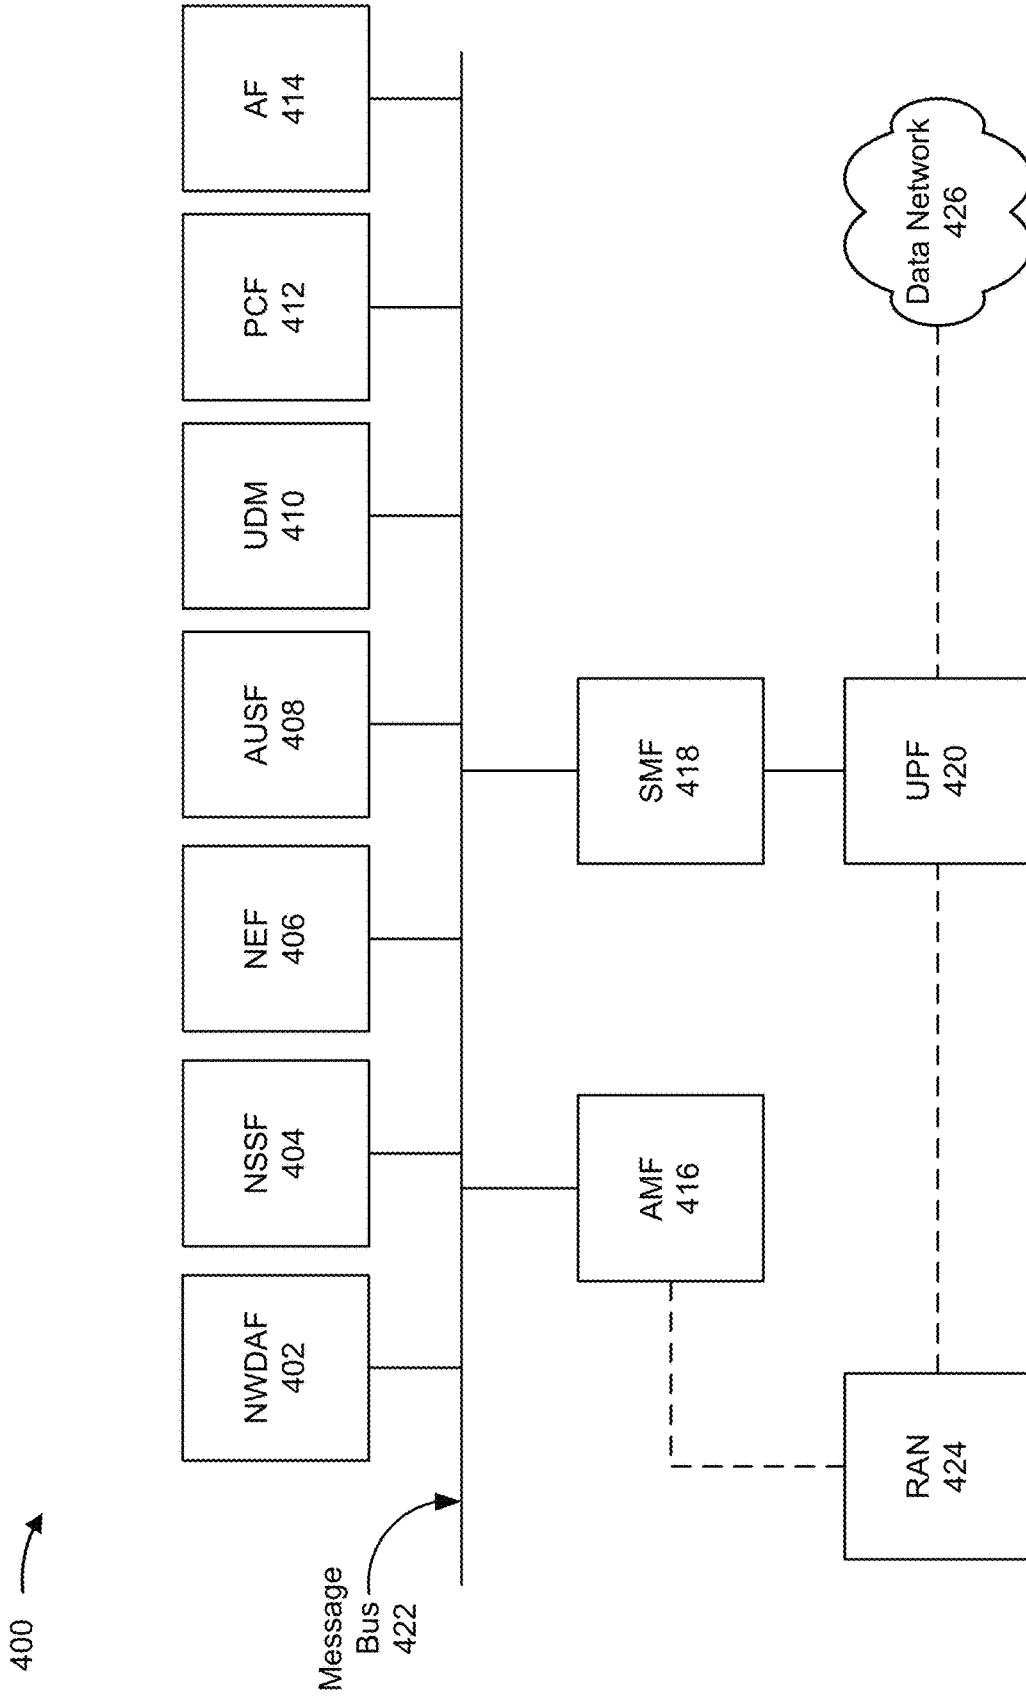 400
NWDAF
402
NSSF
404
NEF
406
AUSF
408
UDM
410
PCF
412
AF
414
Message
Bus
422
AMF
416
SMF
418
RAN
424
UPF
420
Data Network
426